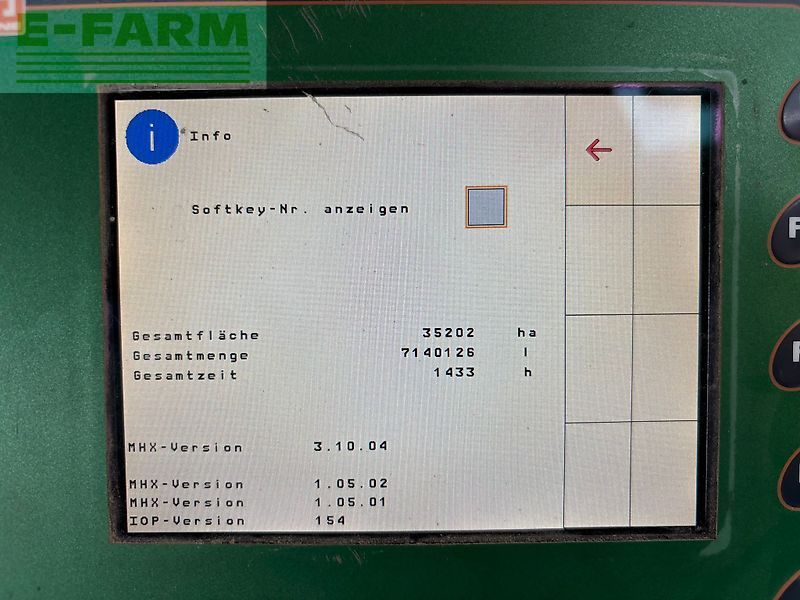 E-FARM
i Info
Softkey-Nr. anzeigen
Gesamtfläche 35202 ha
Gesamtmenge 7140126 l
Gesamtzeit 1433 h
MHX-Version 3.10.04
MHX-Version 1.05.02
MHX-Version 1.05.01
IOP-Version 154